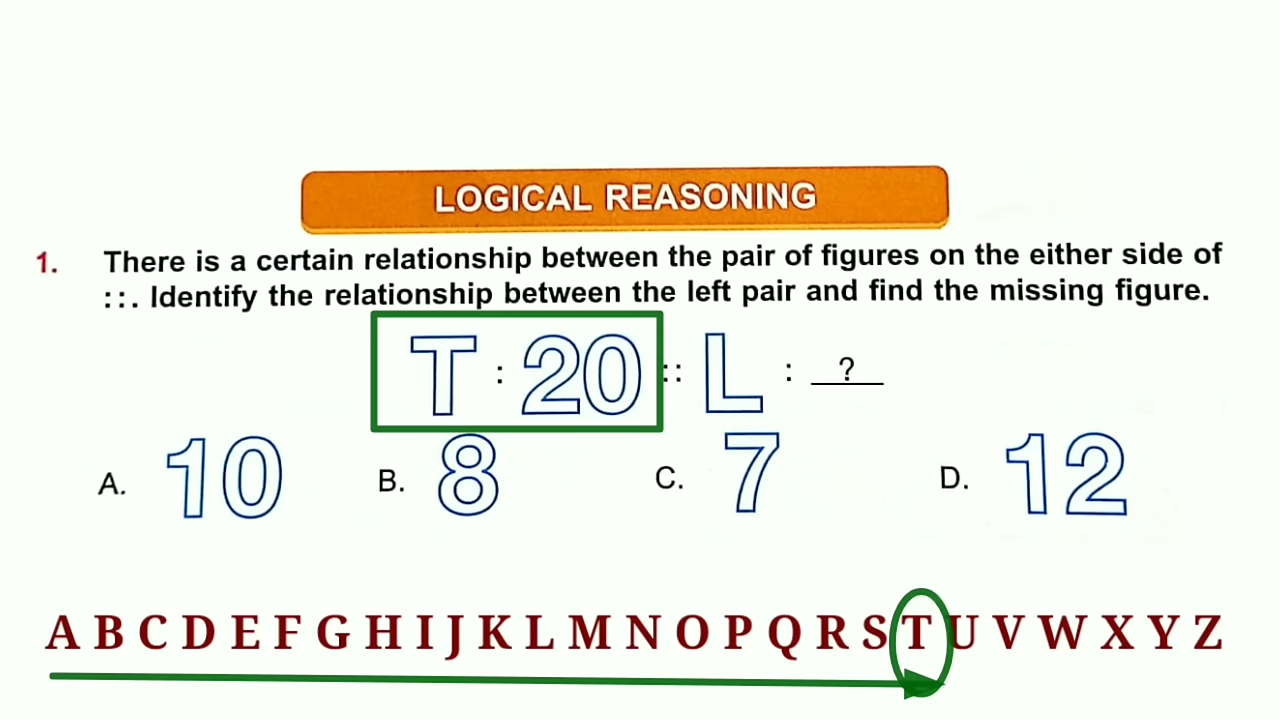 LOGICAL REASONING
1. There is a certain relationship between the pair of figures on the either side of
::. Identify the relationship between the left pair and find the missing figure.
T : 20 :: L : ?
A. 10 B. 8 C. 7 D. 12
A B C D E F G H I J K L M N O P Q R S T U V W X Y Z